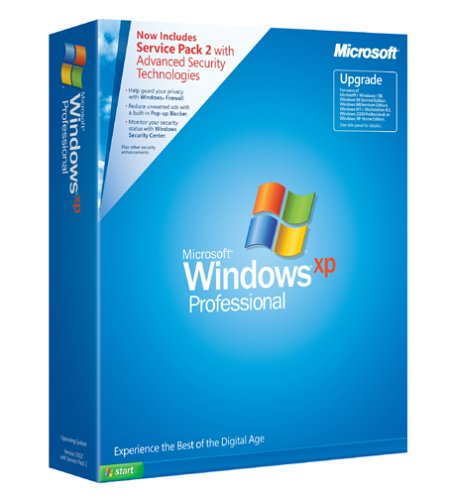 Now Includes
Service Pack 2 with
Advanced Security
Technologies
• Help guard your privacy
with Windows Firewall.
• Reduce unwanted ads with
a built-in Pop-up Blocker.
• Monitor your security
status with Windows
Security Center.
Plus other security
enhancements.
Microsoft
Upgrade
For users of
Microsoft Windows 98,
Windows 98 Second Edition,
Windows Millennium Edition,
Windows NT Workstation 4.0,
Windows 2000 Professional, or
Windows XP Home Edition.
(See side panel for details.)
Microsoft
Windows xp
Professional
Experience the Best of the Digital Age
start
Microsoft
Windows xp
Professional
Operating System
Version 2002
with Service Pack 2